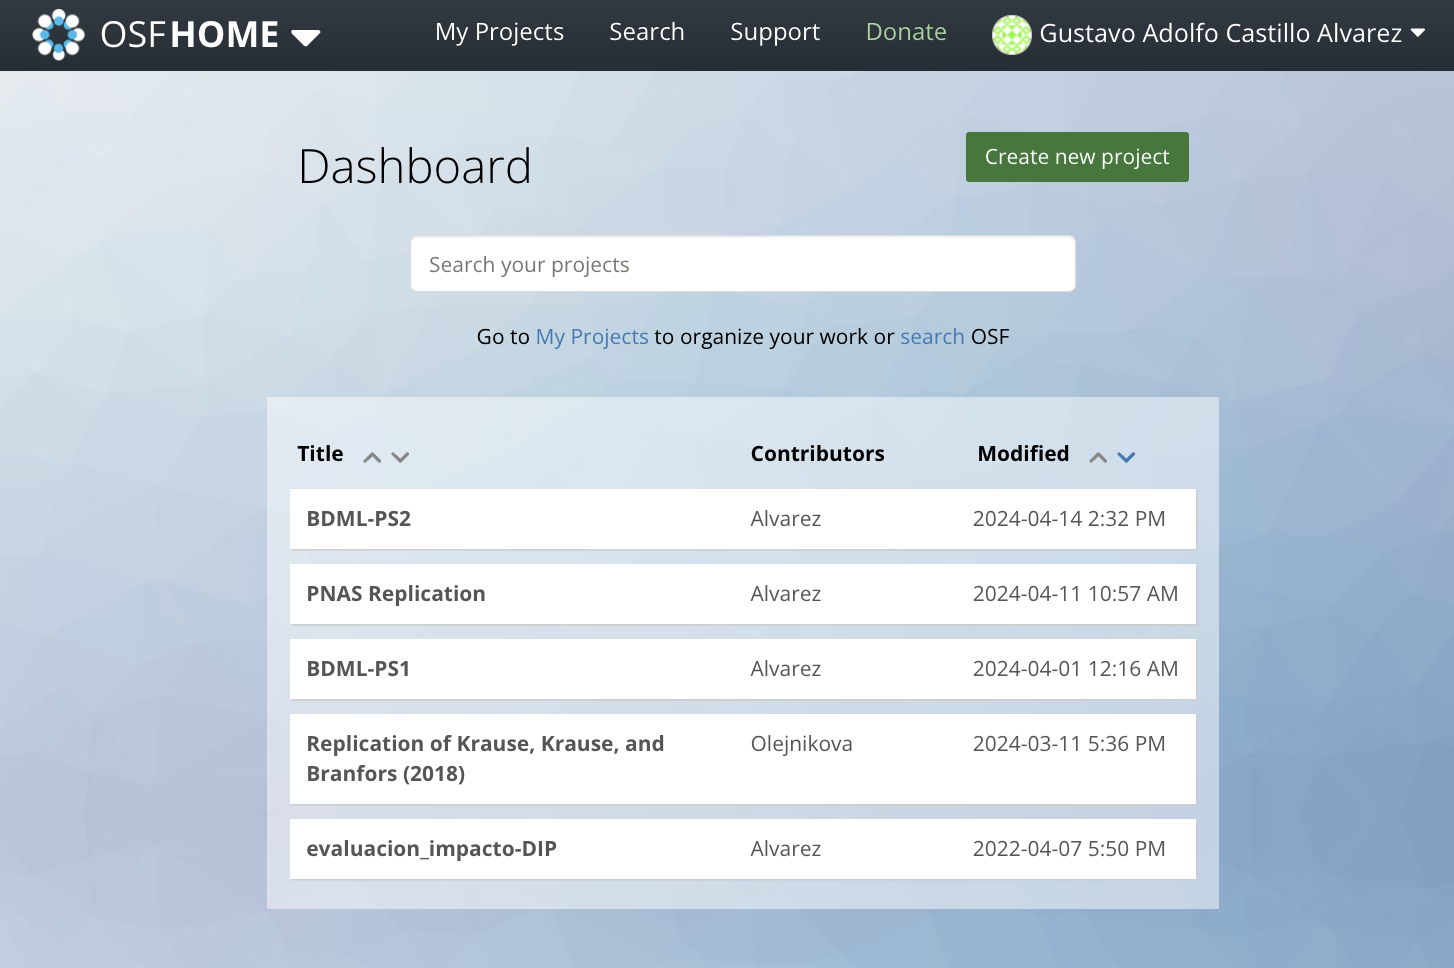 OSFHOME My Projects Search Support Donate Gustavo Adolfo Castillo Alvarez
Dashboard
Create new project
Search your projects
Go to My Projects to organize your work or search OSF
Title Contributors Modified
BDML-PS2 Alvarez 2024-04-14 2:32 PM
PNAS Replication Alvarez 2024-04-11 10:57 AM
BDML-PS1 Alvarez 2024-04-01 12:16 AM
Replication of Krause, Krause, and Olejnikova 2024-03-11 5:36 PM
Branfors (2018)
evaluacion_impacto-DIP Alvarez 2022-04-07 5:50 PM